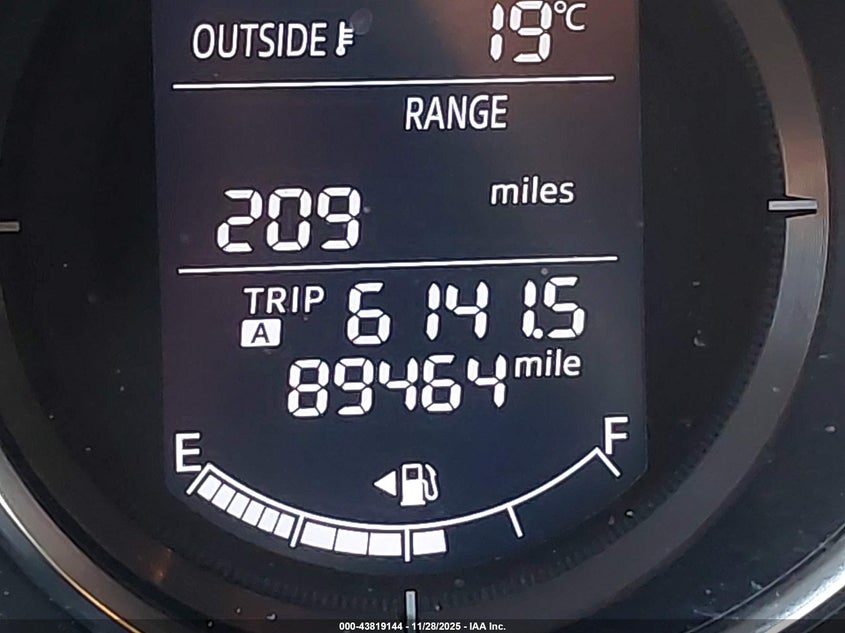 OUTSIDE 19°C
RANGE
209 miles
TRIP A 6141.5
89464 mile
E F
000-43819144 - 11/28/2025 - IAA Inc.